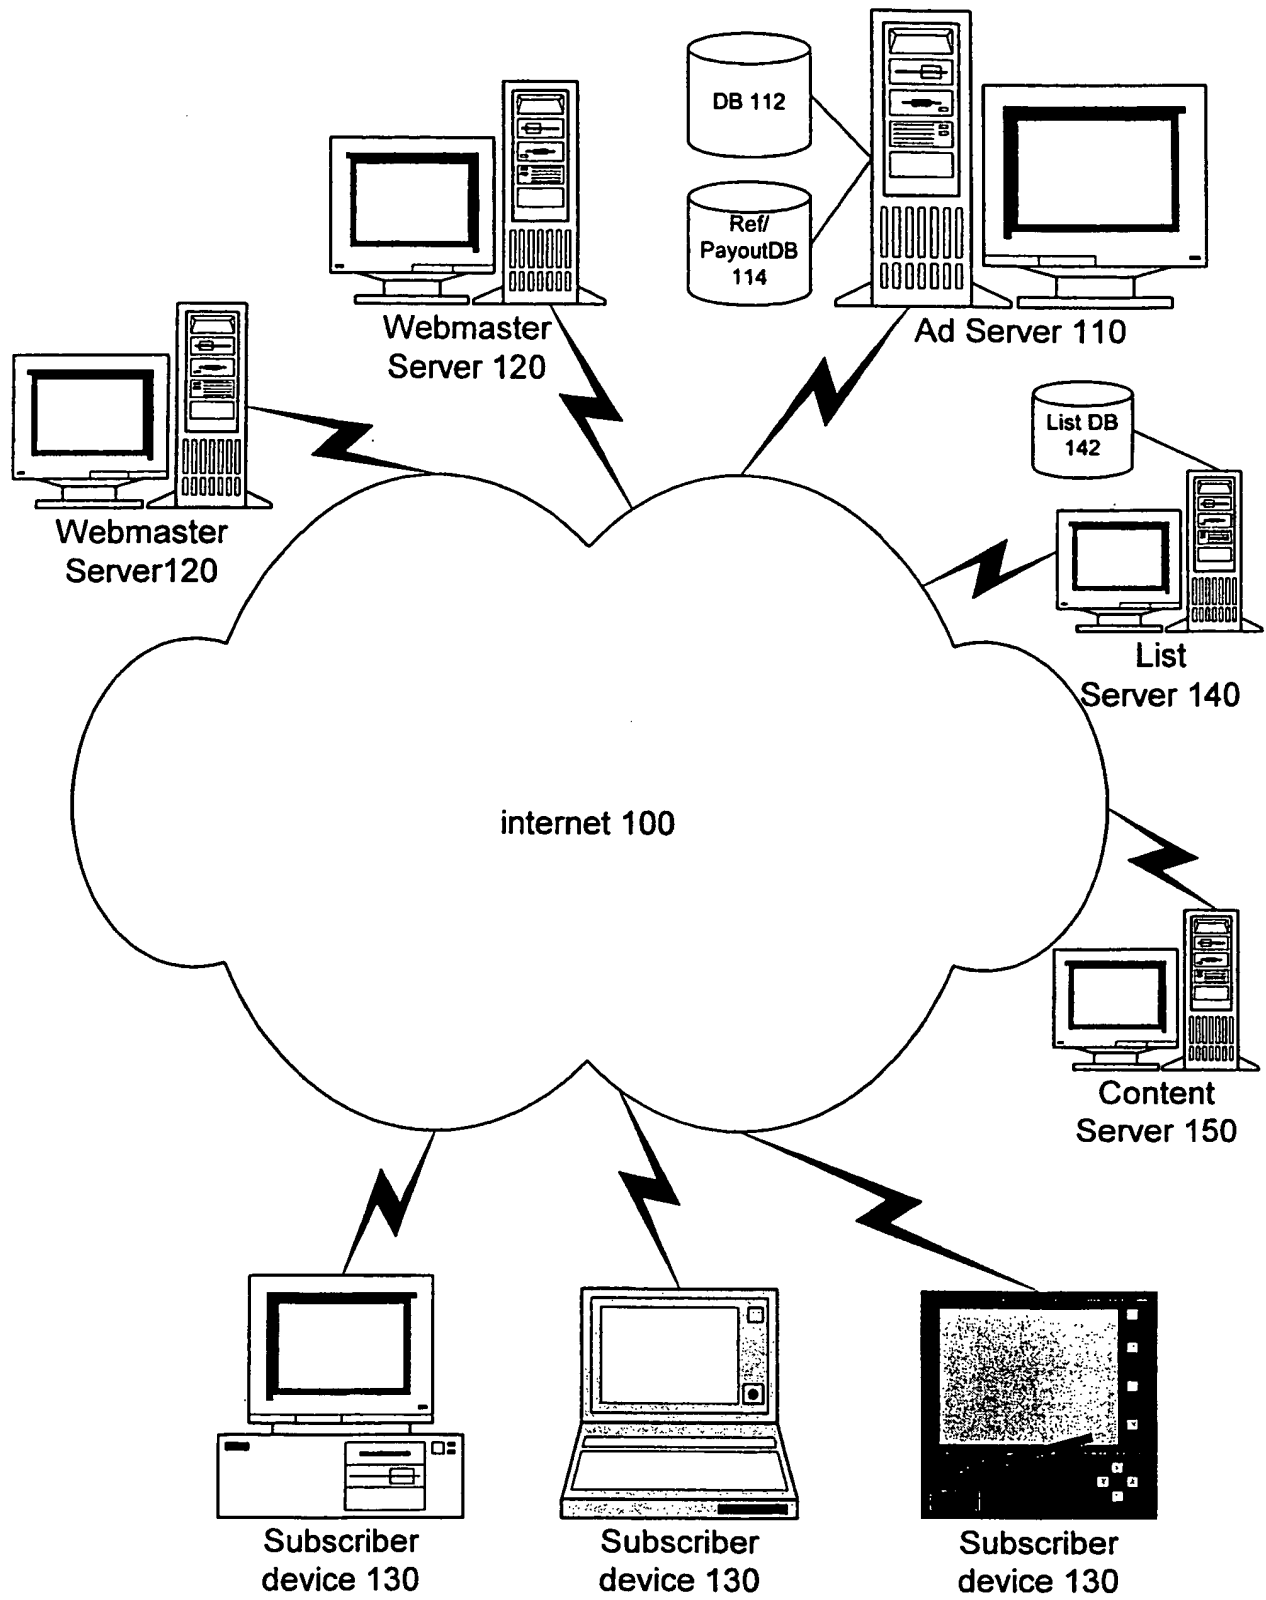 DB 112
Ref/
PayoutDB
114
Ad Server 110
Webmaster
Server 120
Webmaster
Server120
List DB
142
List
Server 140
internet 100
Content
Server 150
Subscriber
device 130
Subscriber
device 130
Subscriber
device 130